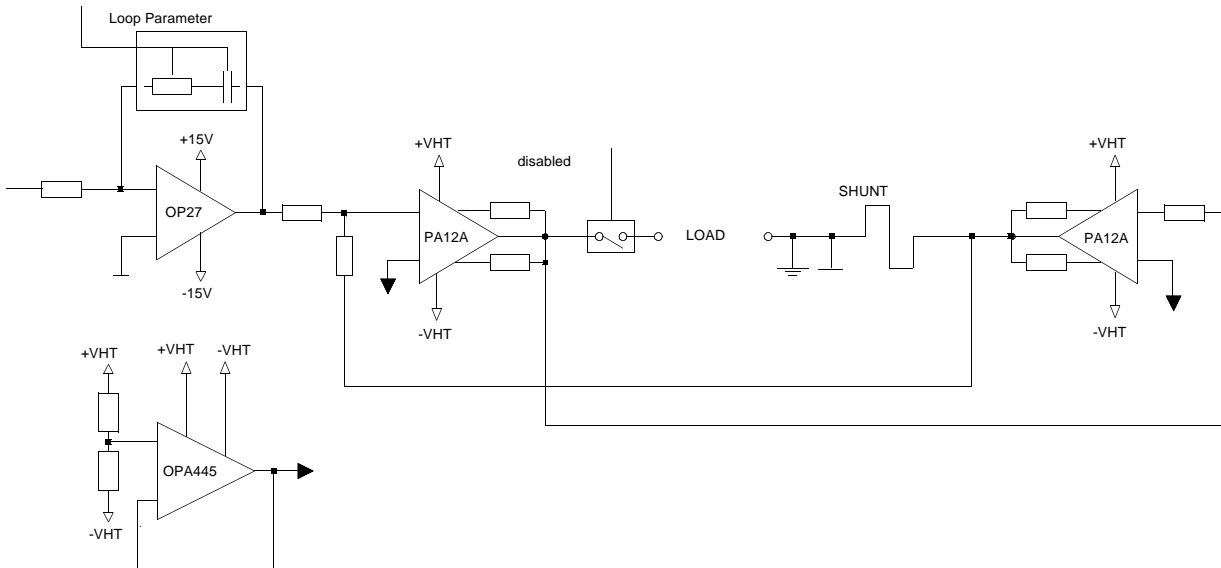 Loop Parameter
+15V
OP27
-15V
+VHT
PA12A
-VHT
disabled
LOAD
SHUNT
+VHT
PA12A
-VHT
+VHT
+VHT
-VHT
OPA445
-VHT